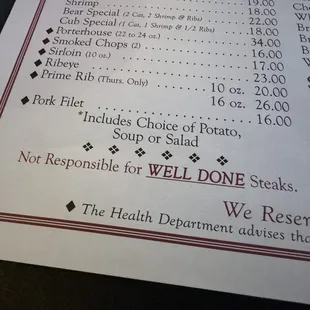 19.00
Shrimp 18.00
Bear Special (2 Cut, 2 Shrimp & Ribs) 22.00
Cub Special (1 Cut, 1 Shrimp & 1/2 Ribs) 18.00
Porterhouse (22 to 24 oz.) 34.00
Smoked Chops (2) 16.00
Sirloin (10 oz.) 17.00
Ribeye 23.00
Prime Rib (Thurs. Only) 10 oz. 20.00
16 oz. 26.00
Pork Filet 16.00
*Includes Choice of Potato,
Soup or Salad
Not Responsible for WELL DONE Steaks.
We Reser
The Health Department advises tha